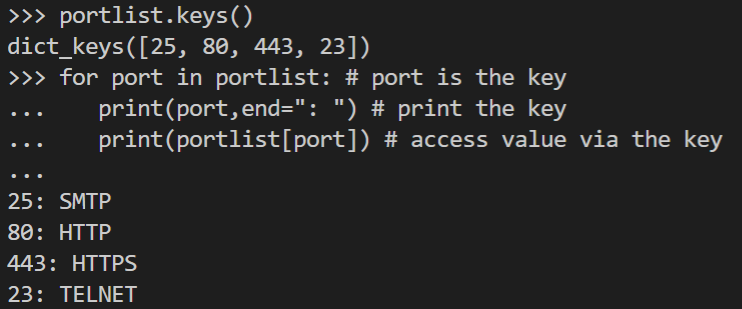 >>> portlist.keys()
dict_keys([25, 80, 443, 23])
>>> for port in portlist: # port is the key
...    print(port,end=": ") # print the key
...    print(portlist[port]) # access value via the key
...
25: SMTP
80: HTTP
443: HTTPS
23: TELNET